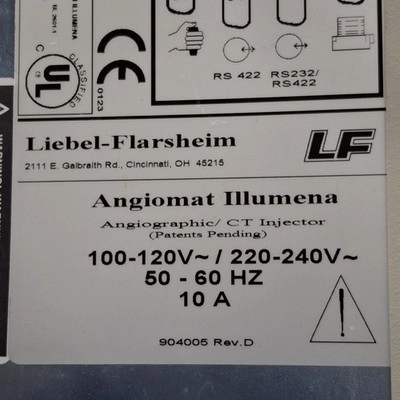 ILLUMENA
C
CLASSIFIED
UL
0123
RS 422
RS232/
RS422
Liebel-Flarsheim
LF
2111 E. Galbraith Rd., Cincinnati, OH 45215
Angiomat Illumena
Angiographic/ CT Injector
(Patents Pending)
100-120V~ / 220-240V~
50 - 60 HZ
10 A
904005 Rev.D